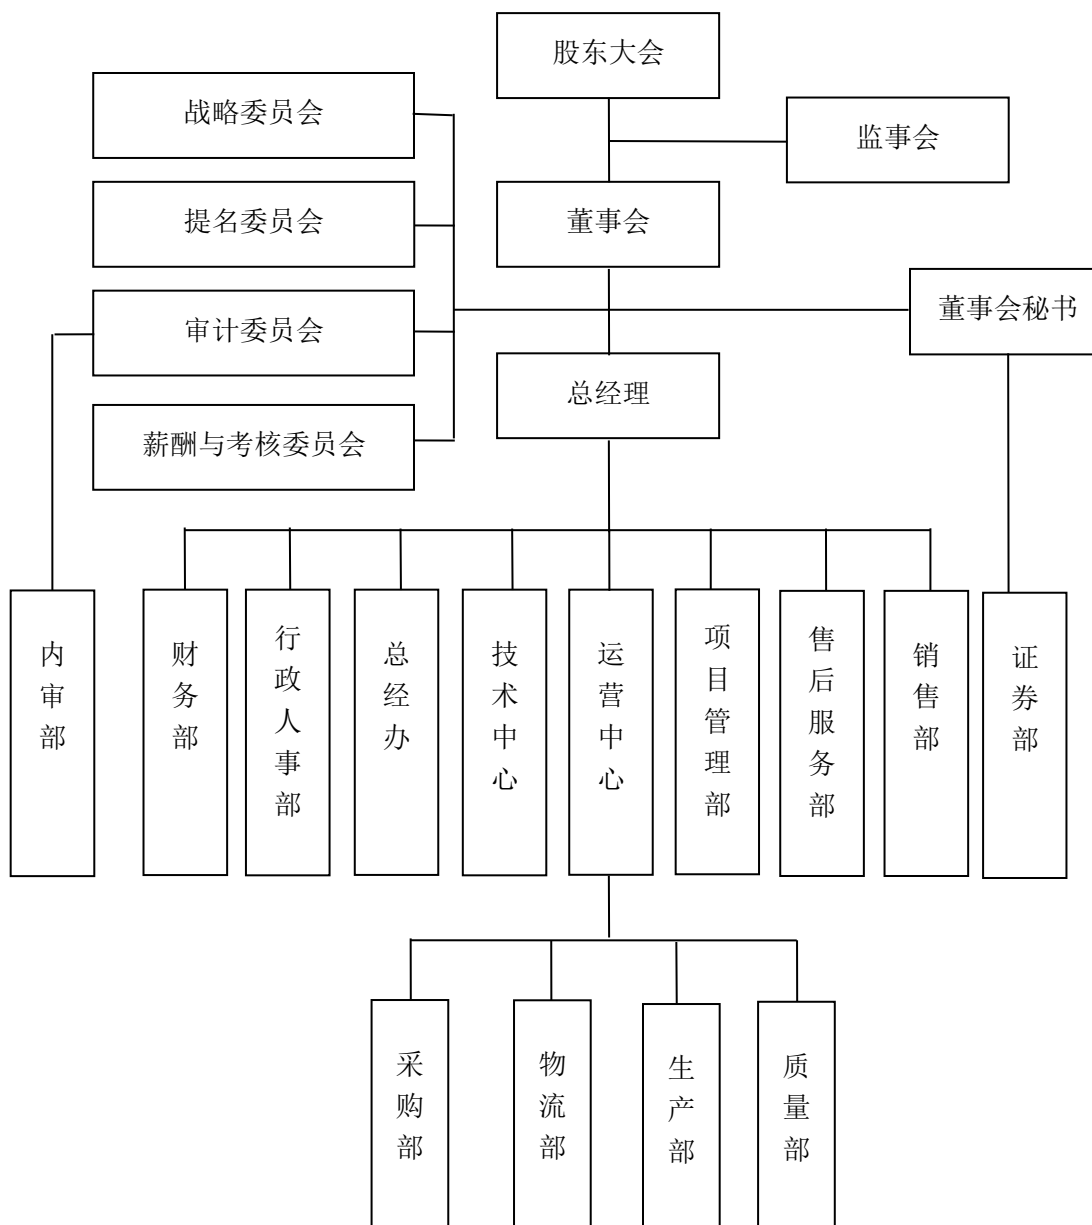 股东大会
战略委员会
监事会
提名委员会
董事会
董事会秘书
审计委员会
总经理
薪酬与考核委员会
内审部
财务部
行政人事部
总经办
技术中心
运营中心
项目管理部
售后服务部
销售部
证券部
采购部
物流部
生产部
质量部